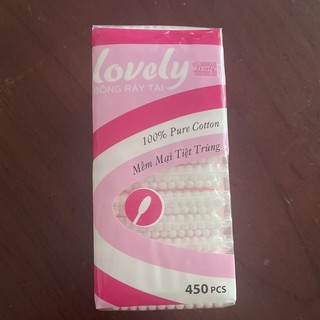 lovely
BÔNG RÁY TAI
100% Pure Cotton
Mềm Mại Tiệt Trùng
450 PCS